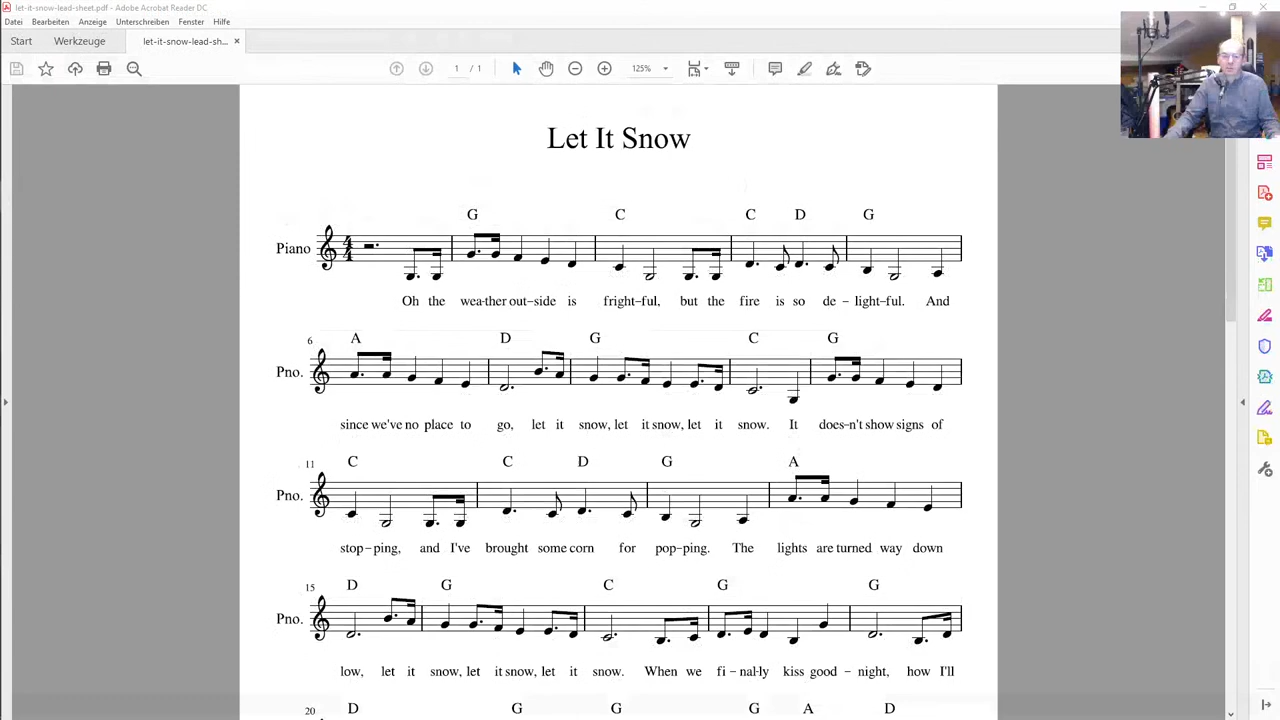 let-it-snow-lead-sheet.pdf - Adobe Acrobat Reader DC
Datei Bearbeiten Anzeige Unterschreiben Fenster Hilfe
Start Werkzeuge let-it-snow-lead-sh... ×
1 / 1 125%
Let It Snow
G C C D G
Piano
Oh the wea-ther out-side is fright-ful, but the fire is so de - light-ful. And
6 A D G C G
Pno.
since we've no place to go, let it snow, let it snow, let it snow. It does-n't show signs of
11 C C D G A
Pno.
stop-ping, and I've brought some corn for pop-ping. The lights are turned way down
15 D G C G G
Pno.
low, let it snow, let it snow, let it snow. When we fi-nal-ly kiss good - night, how I'll
20 D G G G A D